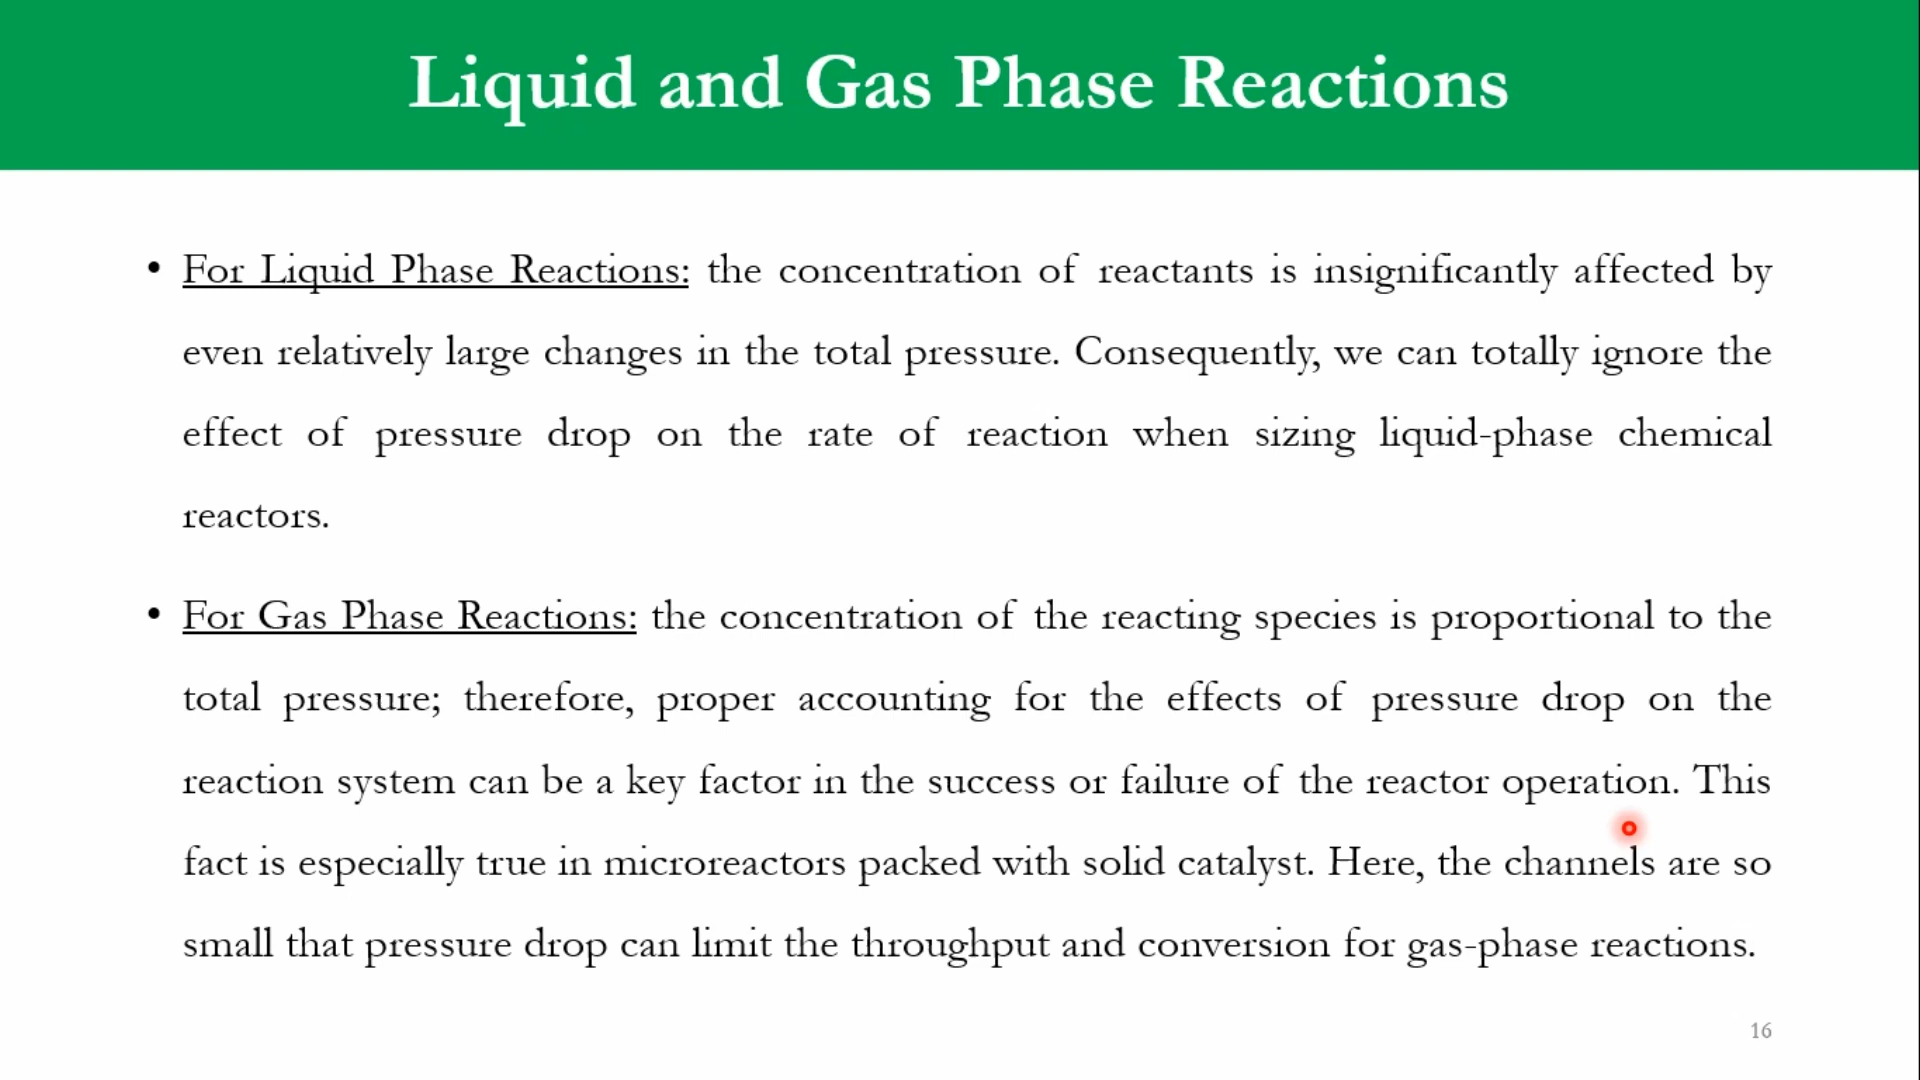 Liquid and Gas Phase Reactions
• For Liquid Phase Reactions: the concentration of reactants is insignificantly affected by
even relatively large changes in the total pressure. Consequently, we can totally ignore the
effect of pressure drop on the rate of reaction when sizing liquid-phase chemical
reactors.
• For Gas Phase Reactions: the concentration of the reacting species is proportional to the
total pressure; therefore, proper accounting for the effects of pressure drop on the
reaction system can be a key factor in the success or failure of the reactor operation. This
fact is especially true in microreactors packed with solid catalyst. Here, the channels are so
small that pressure drop can limit the throughput and conversion for gas-phase reactions.
16